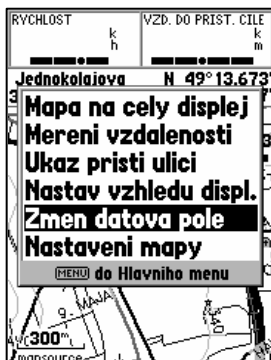 RYCHLOST
VZD. DO PRIST. CILE
k
h
k
m
Jednokolajova N 49°13.673'
Mapa na cely displej
Mereni vzdalenosti
Ukaz pristi ulici
Nastav vzhledu displ.
Zmen datova pole
Nastaveni mapy
MENU do Hlavniho menu
MAJA
300m
mapsource